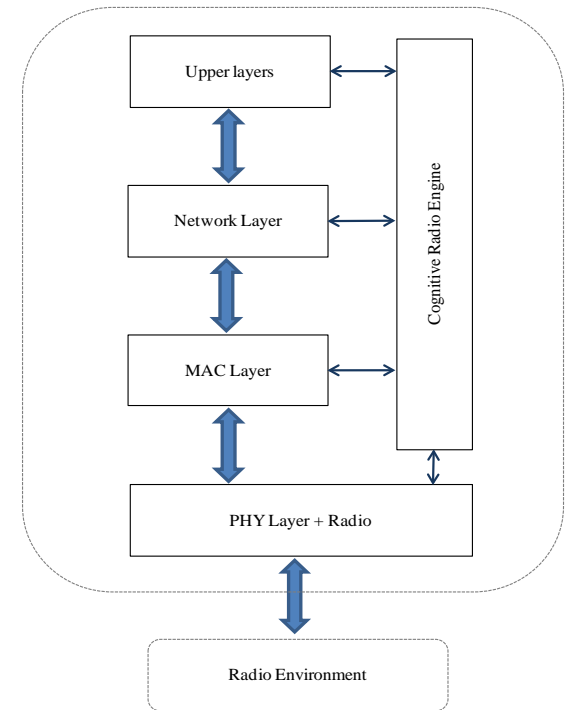 Upper layers
Cognitive Radio Engine
Network Layer
MAC Layer
PHY Layer + Radio
Radio Environment